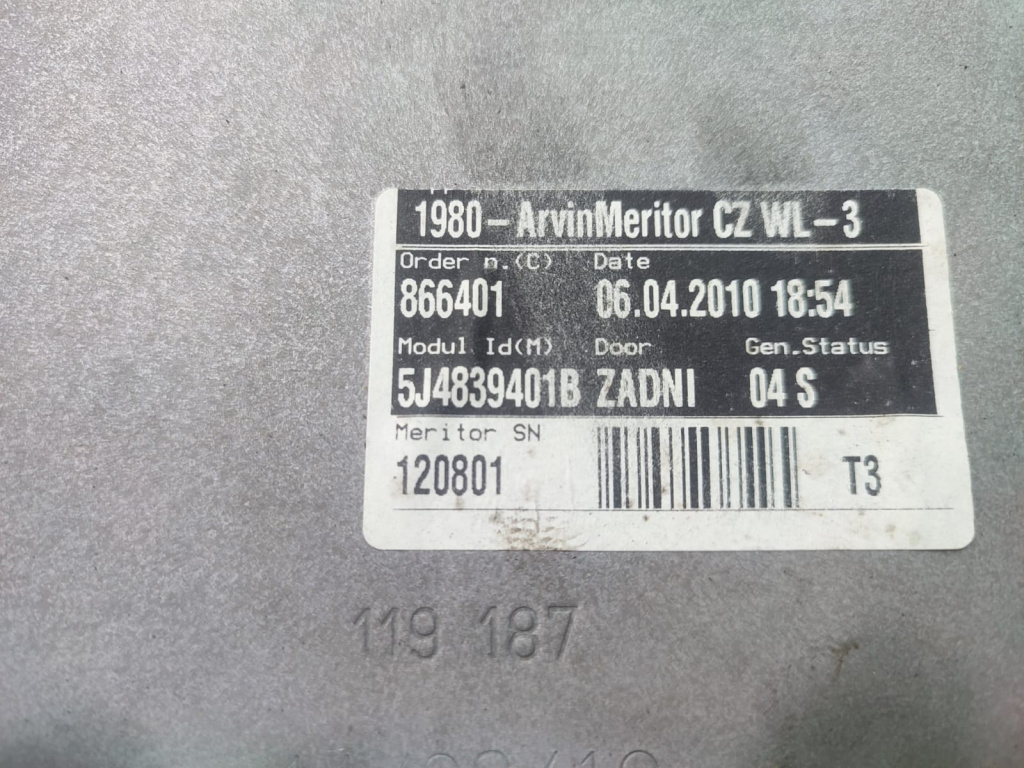 1980-ArvinMeritor CZ WL-3
Order n.(C) Date
866401 06.04.2010 18:54
Modul Id(M) Door Gen.Status
5J4839401B ZADNI 04 S
Meritor SN
120801 T3
119 187